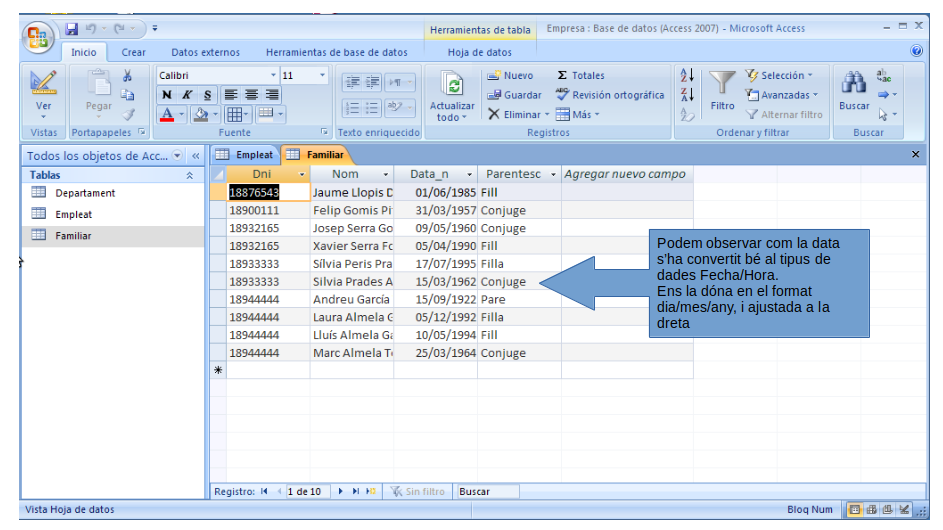 Herramientas de tabla
Empresa : Base de datos (Access 2007) - Microsoft Access
Inicio
Crear
Datos externos
Herramientas de base de datos
Hoja de datos
Ver
Vistas
Pegar
Portapapeles
Calibri
11
N K S
A
Fuente
Texto enriquecido
Actualizar
todo
Nuevo
Guardar
Eliminar
Totales
Revisión ortográfica
Más
Registros
Filtro
Selección
Avanzadas
Alternar filtro
Ordenar y filtrar
Buscar
Buscar
Todos los objetos de Acc...
Tablas
Departament
Empleat
Familiar
Empleat
Familiar
Dni Nom Data_n Parentesc Agregar nuevo campo
18876543 Jaume Llopis D 01/06/1985 Fill
18900111 Felip Gomis Pi 31/03/1957 Conjuge
18932165 Josep Serra Go 09/05/1960 Conjuge
18932165 Xavier Serra Fc 05/04/1990 Fill
18933333 Sílvia Peris Pra 17/07/1995 Filla
18933333 Silvia Prades A 15/03/1962 Conjuge
18944444 Andreu García 15/09/1922 Pare
18944444 Laura Almela G 05/12/1992 Filla
18944444 Lluís Almela Ga 10/05/1994 Fill
18944444 Marc Almela To 25/03/1964 Conjuge
Podem observar com la data
s'ha convertit bé al tipus de
dades Fecha/Hora.
Ens la dóna en el format
dia/mes/any, i ajustada a la
dreta
Registro: 1 de 10
Sin filtro
Buscar
Vista Hoja de datos
Bloq Num